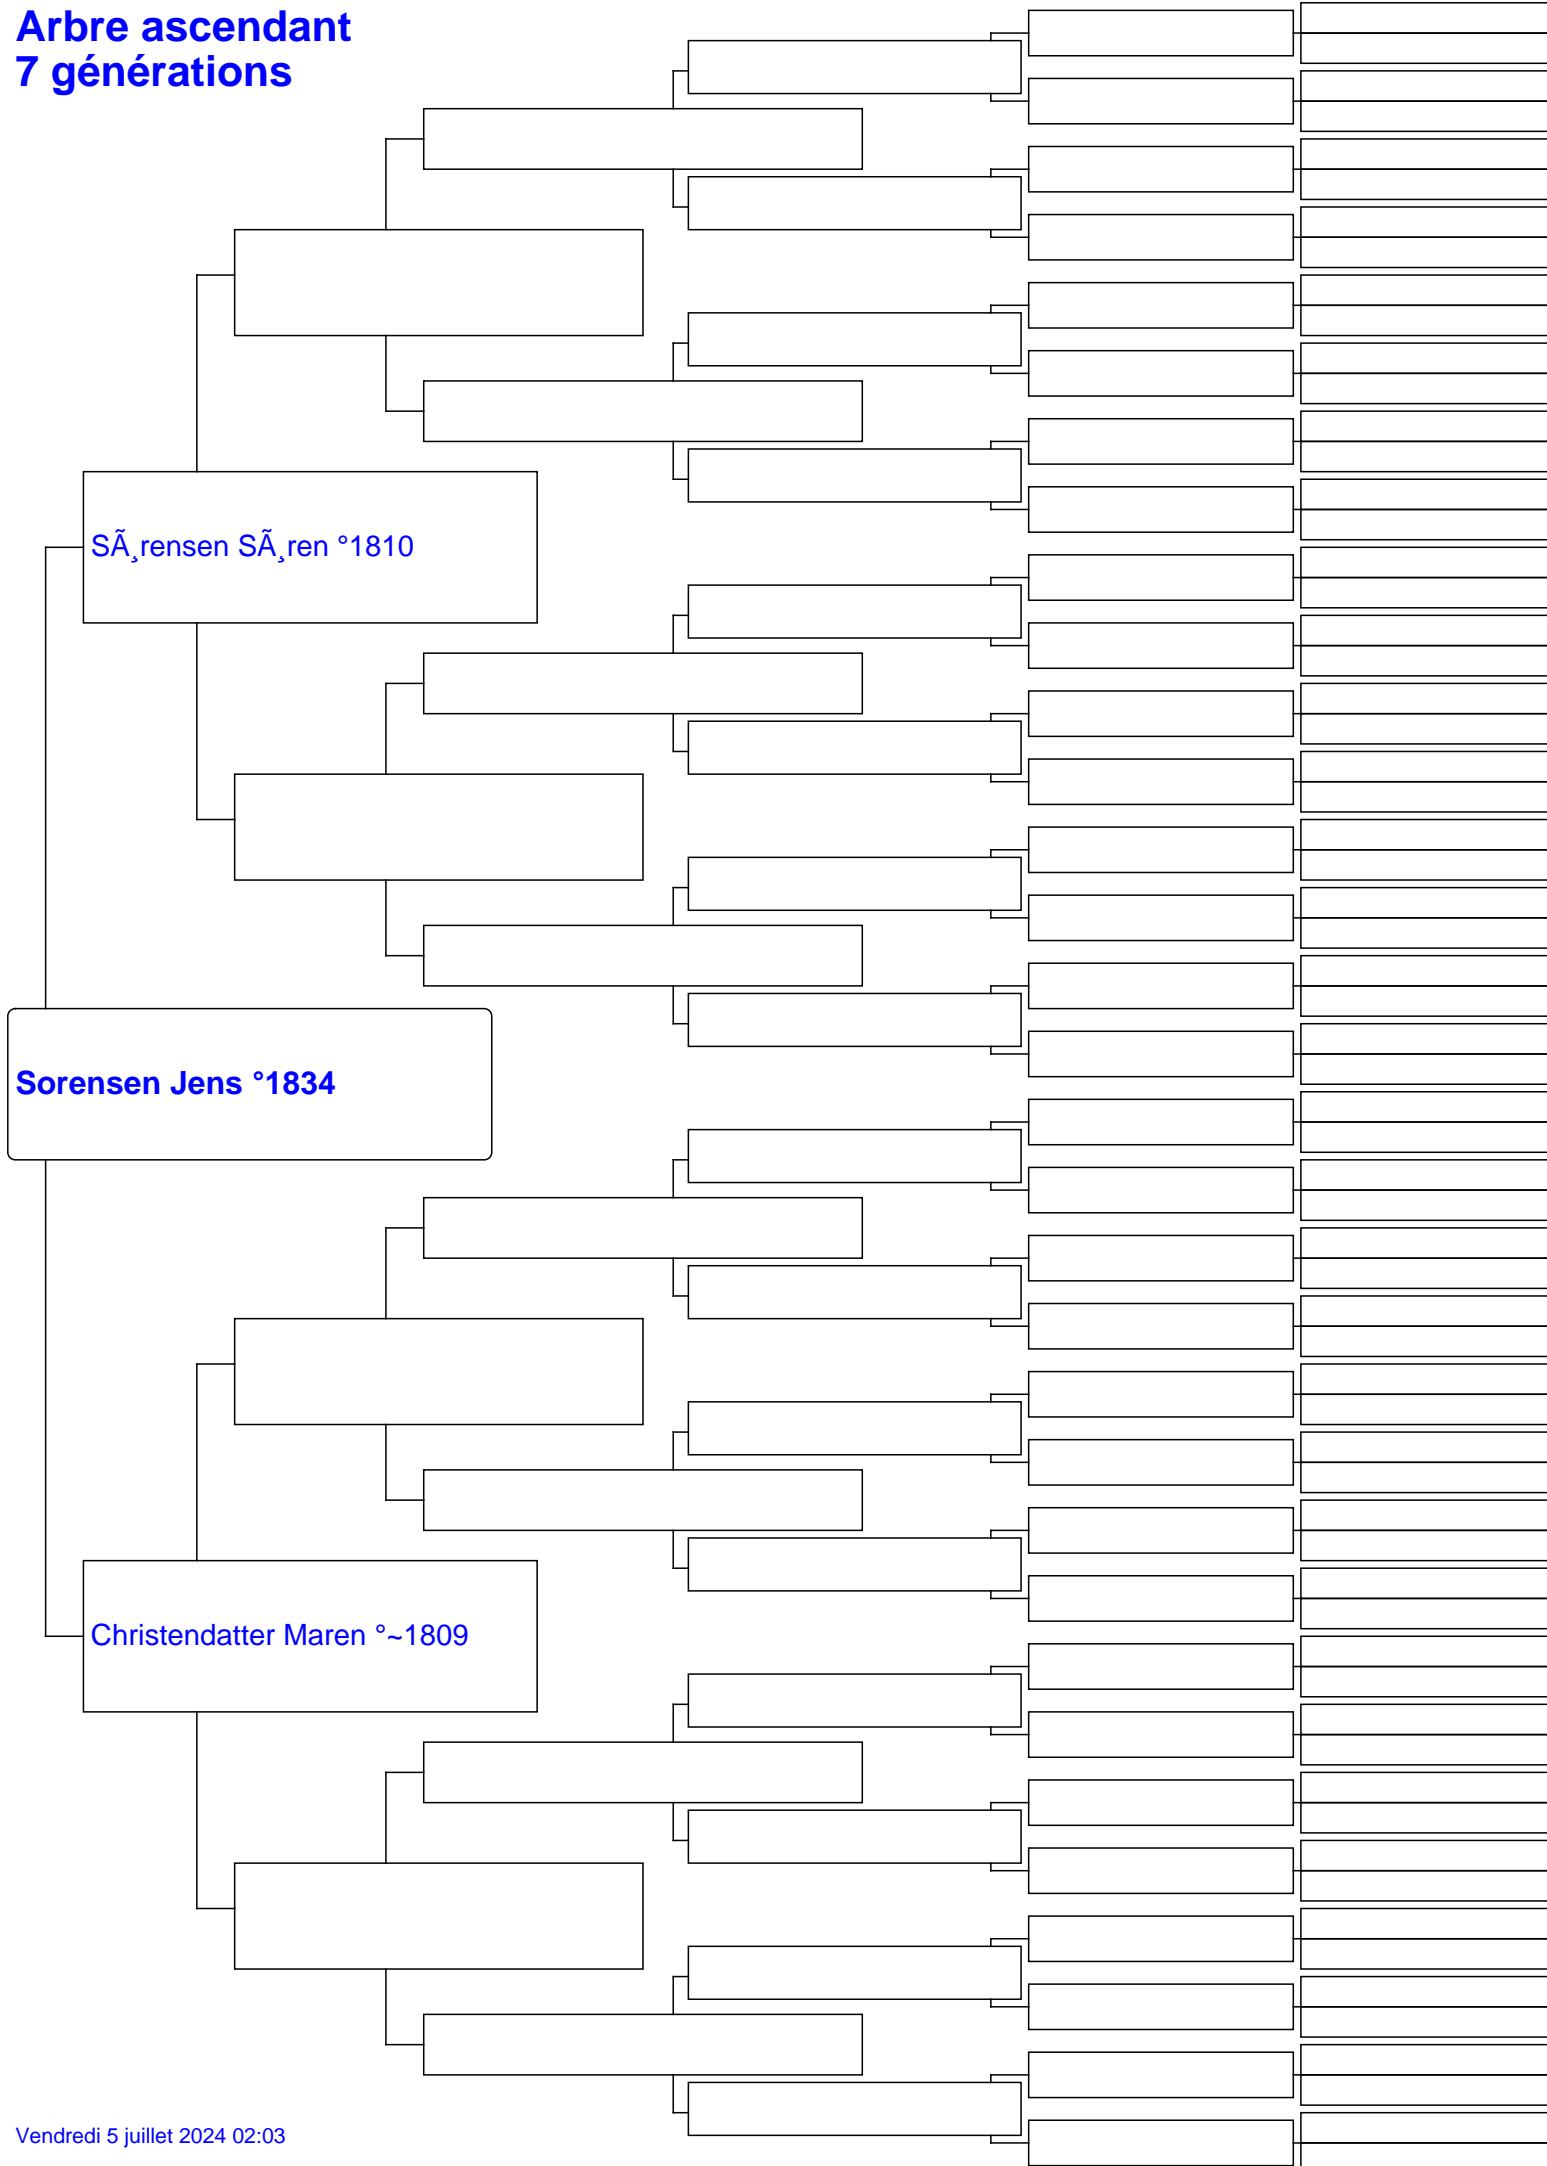 Arbre ascendant
7 générations
SÃ¸rensen SÃ¸ren °1810
Sorensen Jens °1834
Christendatter Maren °~1809
Vendredi 5 juillet 2024 02:03